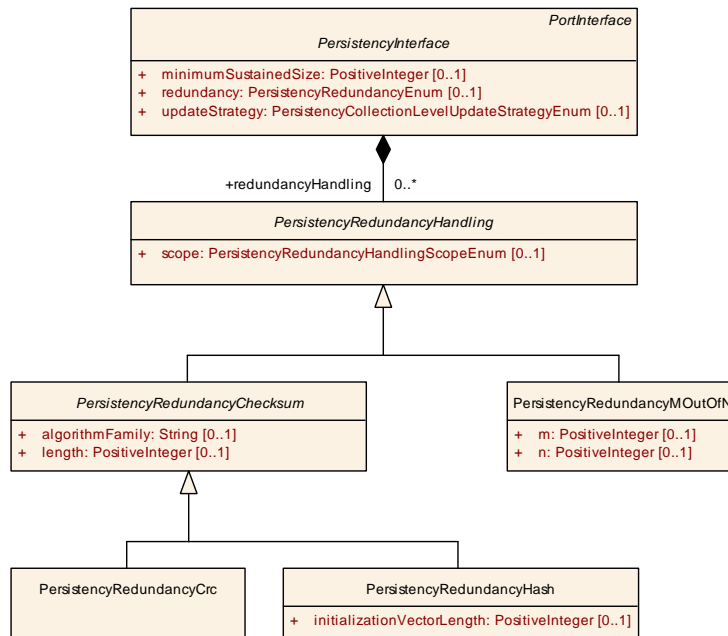 PortInterface
PersistencyInterface
+ minimumSustainedSize: PositiveInteger [0..1]
+ redundancy: PersistencyRedundancyEnum [0..1]
+ updateStrategy: PersistencyCollectionLevelUpdateStrategyEnum [0..1]
+redundancyHandling 0..*
PersistencyRedundancyHandling
+ scope: PersistencyRedundancyHandlingScopeEnum [0..1]
PersistencyRedundancyChecksum
+ algorithmFamily: String [0..1]
+ length: PositiveInteger [0..1]
PersistencyRedundancyMOutOfN
+ m: PositiveInteger [0..1]
+ n: PositiveInteger [0..1]
PersistencyRedundancyCrc
PersistencyRedundancyHash
+ initializationVectorLength: PositiveInteger [0..1]